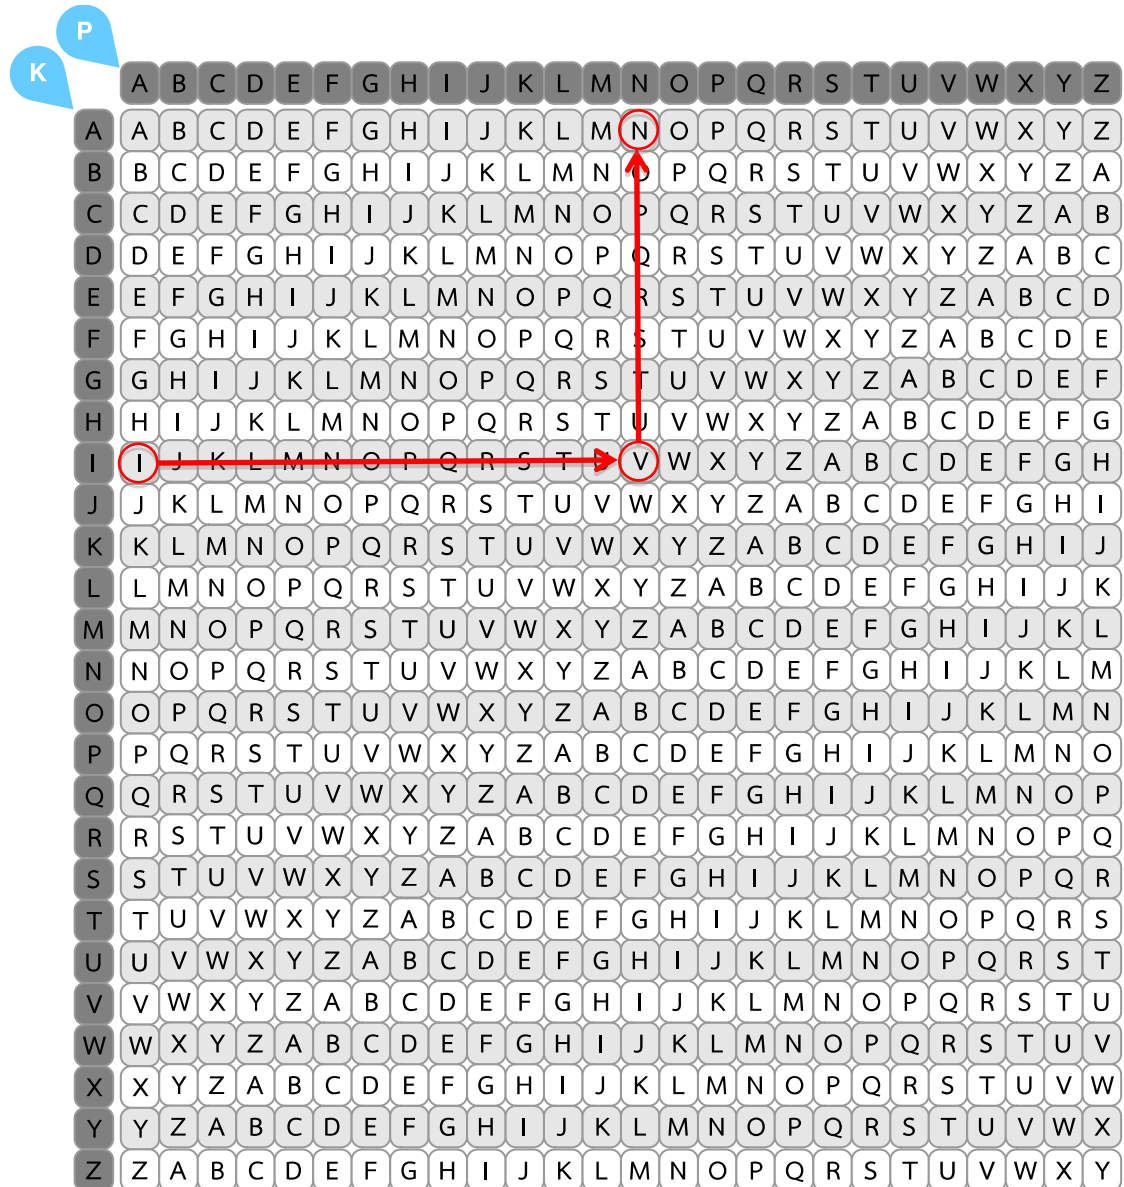 P
K
A B C D E F G H I J K L M N O P Q R S T U V W X Y Z
A A B C D E F G H I J K L M N O P Q R S T U V W X Y Z
B B C D E F G H I J K L M N O P Q R S T U V W X Y Z A
C C D E F G H I J K L M N O P Q R S T U V W X Y Z A B
D D E F G H I J K L M N O P Q R S T U V W X Y Z A B C
E E F G H I J K L M N O P Q R S T U V W X Y Z A B C D
F F G H I J K L M N O P Q R S T U V W X Y Z A B C D E
G G H I J K L M N O P Q R S T U V W X Y Z A B C D E F
H H I J K L M N O P Q R S T U V W X Y Z A B C D E F G
I I J K L M N O P Q R S T U V W X Y Z A B C D E F G H
J J K L M N O P Q R S T U V W X Y Z A B C D E F G H I
K K L M N O P Q R S T U V W X Y Z A B C D E F G H I J
L L M N O P Q R S T U V W X Y Z A B C D E F G H I J K
M M N O P Q R S T U V W X Y Z A B C D E F G H I J K L
N N O P Q R S T U V W X Y Z A B C D E F G H I J K L M
O O P Q R S T U V W X Y Z A B C D E F G H I J K L M N
P P Q R S T U V W X Y Z A B C D E F G H I J K L M N O
Q Q R S T U V W X Y Z A B C D E F G H I J K L M N O P
R R S T U V W X Y Z A B C D E F G H I J K L M N O P Q
S S T U V W X Y Z A B C D E F G H I J K L M N O P Q R
T T U V W X Y Z A B C D E F G H I J K L M N O P Q R S
U U V W X Y Z A B C D E F G H I J K L M N O P Q R S T
V V W X Y Z A B C D E F G H I J K L M N O P Q R S T U
W W X Y Z A B C D E F G H I J K L M N O P Q R S T U V
X X Y Z A B C D E F G H I J K L M N O P Q R S T U V W
Y Y Z A B C D E F G H I J K L M N O P Q R S T U V W X
Z Z A B C D E F G H I J K L M N O P Q R S T U V W X Y